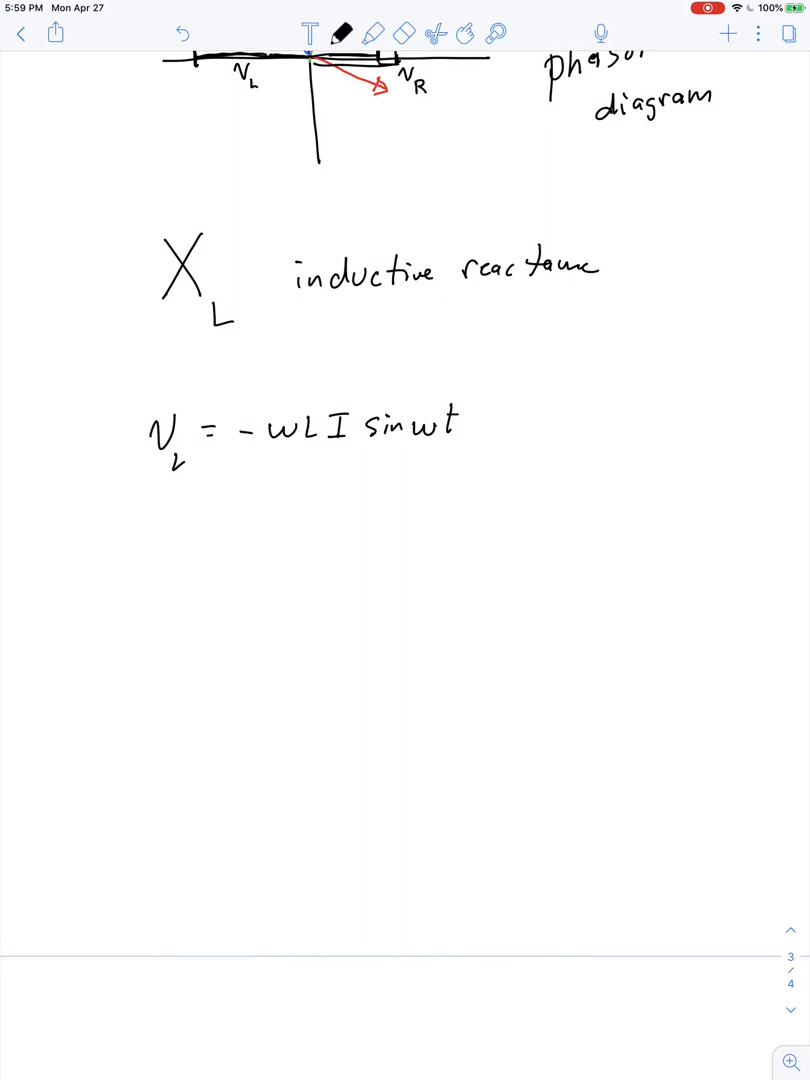 5:59 PM Mon Apr 27
100%
T
v_L
v_R
phasor
diagram
X_L inductive reactance
v_L = - ωLI sin ωt
3
/
4